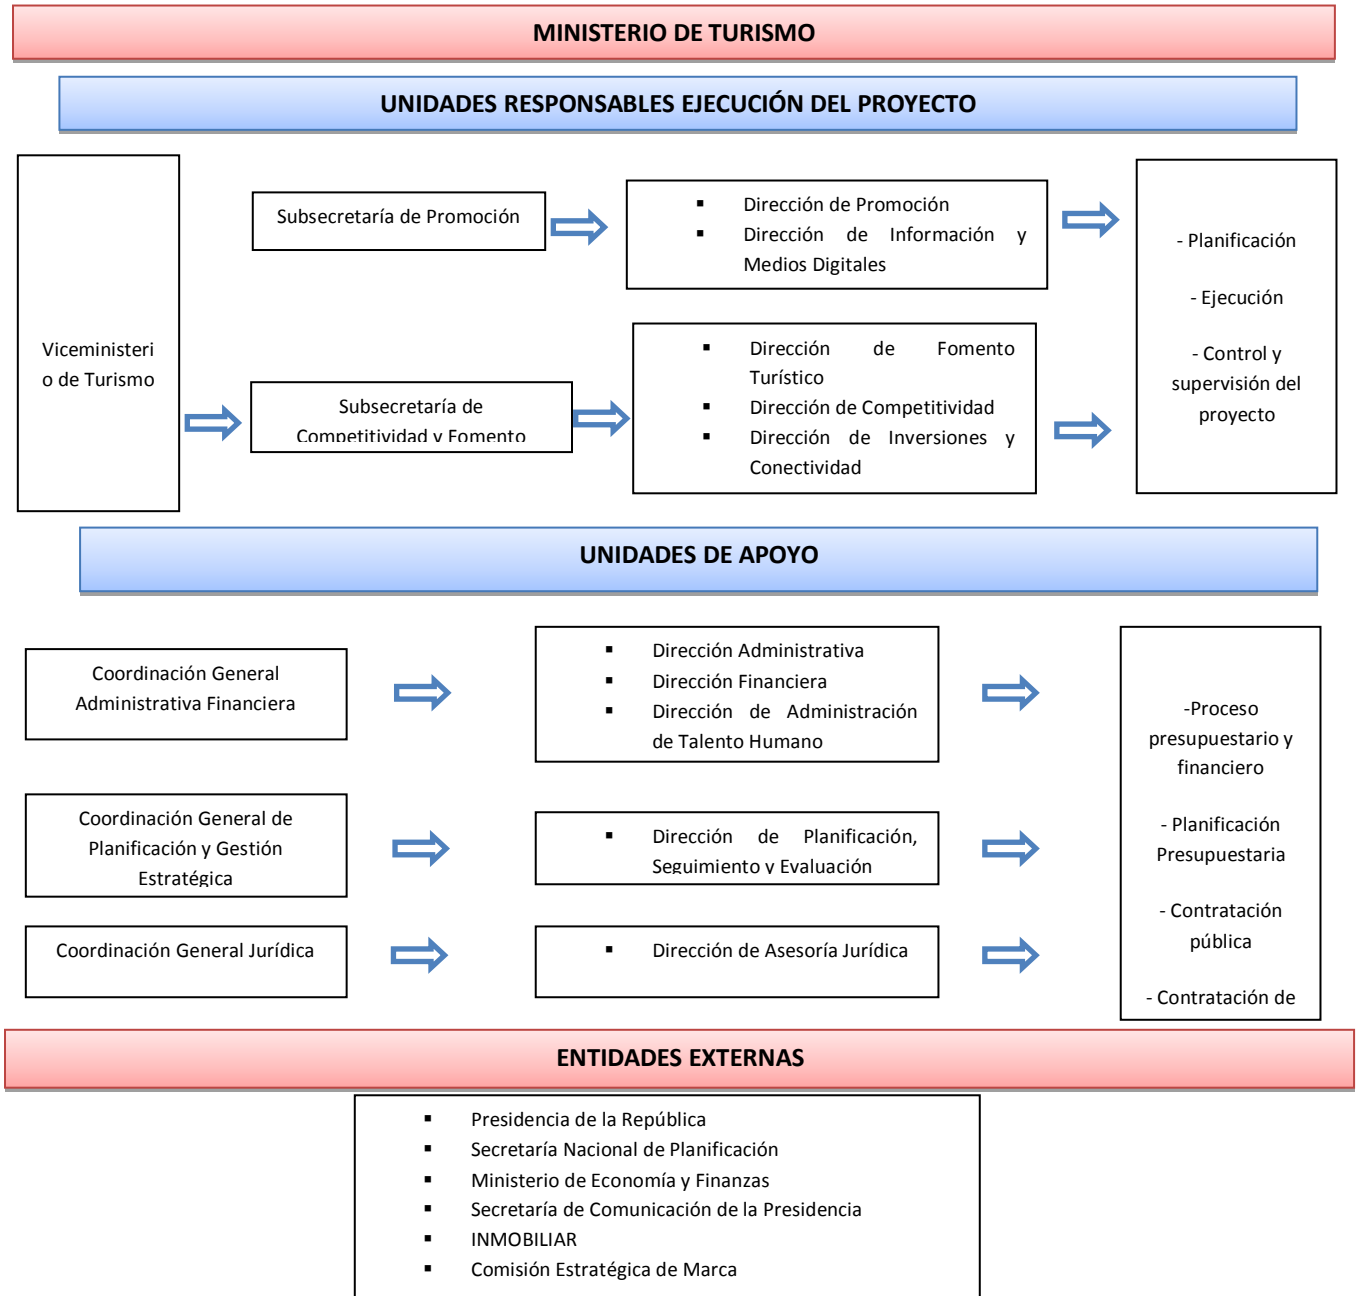 MINISTERIO DE TURISMO
UNIDADES RESPONSABLES EJECUCIÓN DEL PROYECTO
Viceministeri
o de Turismo
Subsecretaría de Promoción
▪ Dirección de Promoción
▪ Dirección de Información y
Medios Digitales
Subsecretaría de
Competitividad y Fomento
▪ Dirección de Fomento
Turístico
▪ Dirección de Competitividad
▪ Dirección de Inversiones y
Conectividad
- Planificación
- Ejecución
- Control y
supervisión del
proyecto
UNIDADES DE APOYO
Coordinación General
Administrativa Financiera
▪ Dirección Administrativa
▪ Dirección Financiera
▪ Dirección de Administración
de Talento Humano
Coordinación General de
Planificación y Gestión
Estratégica
▪ Dirección de Planificación,
Seguimiento y Evaluación
Coordinación General Jurídica
▪ Dirección de Asesoría Jurídica
-Proceso
presupuestario y
financiero
- Planificación
Presupuestaria
- Contratación
pública
- Contratación de
ENTIDADES EXTERNAS
▪ Presidencia de la República
▪ Secretaría Nacional de Planificación
▪ Ministerio de Economía y Finanzas
▪ Secretaría de Comunicación de la Presidencia
▪ INMOBILIAR
▪ Comisión Estratégica de Marca